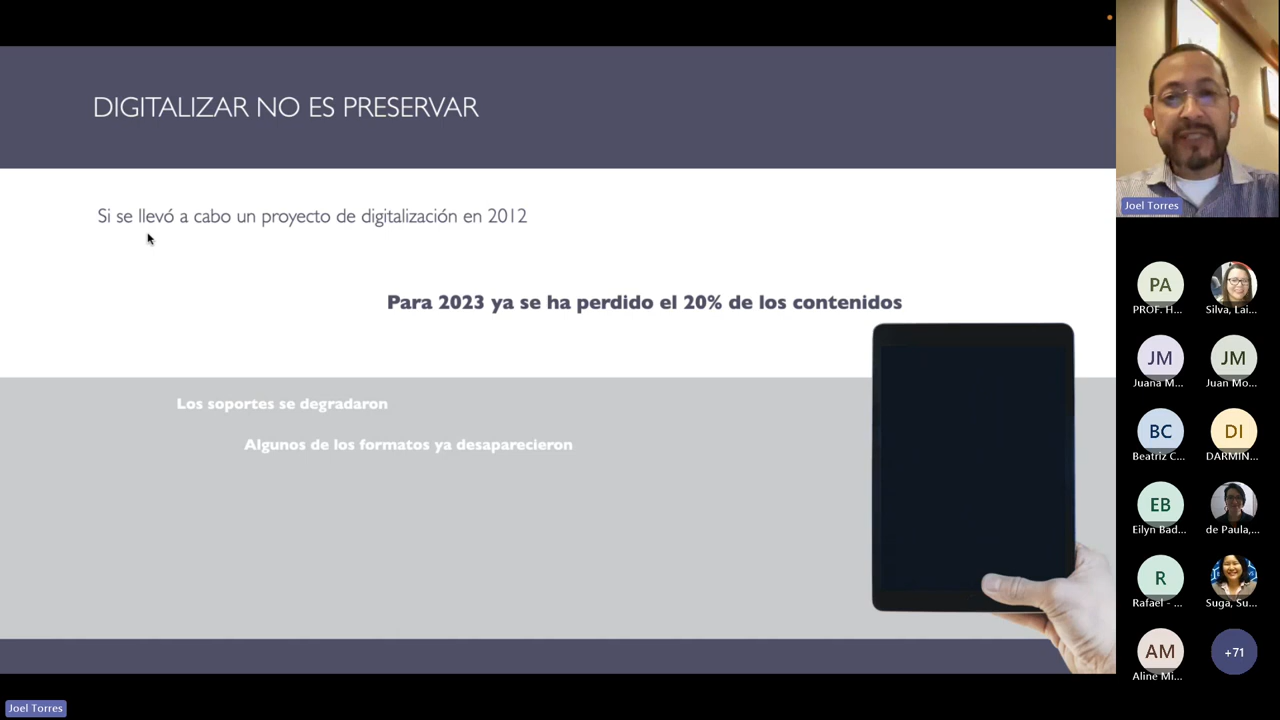 DIGITALIZAR NO ES PRESERVAR
Si se llevó a cabo un proyecto de digitalización en 2012
Para 2023 ya se ha perdido el 20% de los contenidos
Los soportes se degradaron
Algunos de los formatos ya desaparecieron
Joel Torres
PA
PROF. H...
Silva, Lai...
JM
Juana M...
JM
Juan Mo...
BC
Beatriz C...
DI
DARMIN...
EB
Eilyn Bad...
de Paula,...
R
Rafael - ...
Suga, Su...
AM
Aline Mi...
+71
Joel Torres